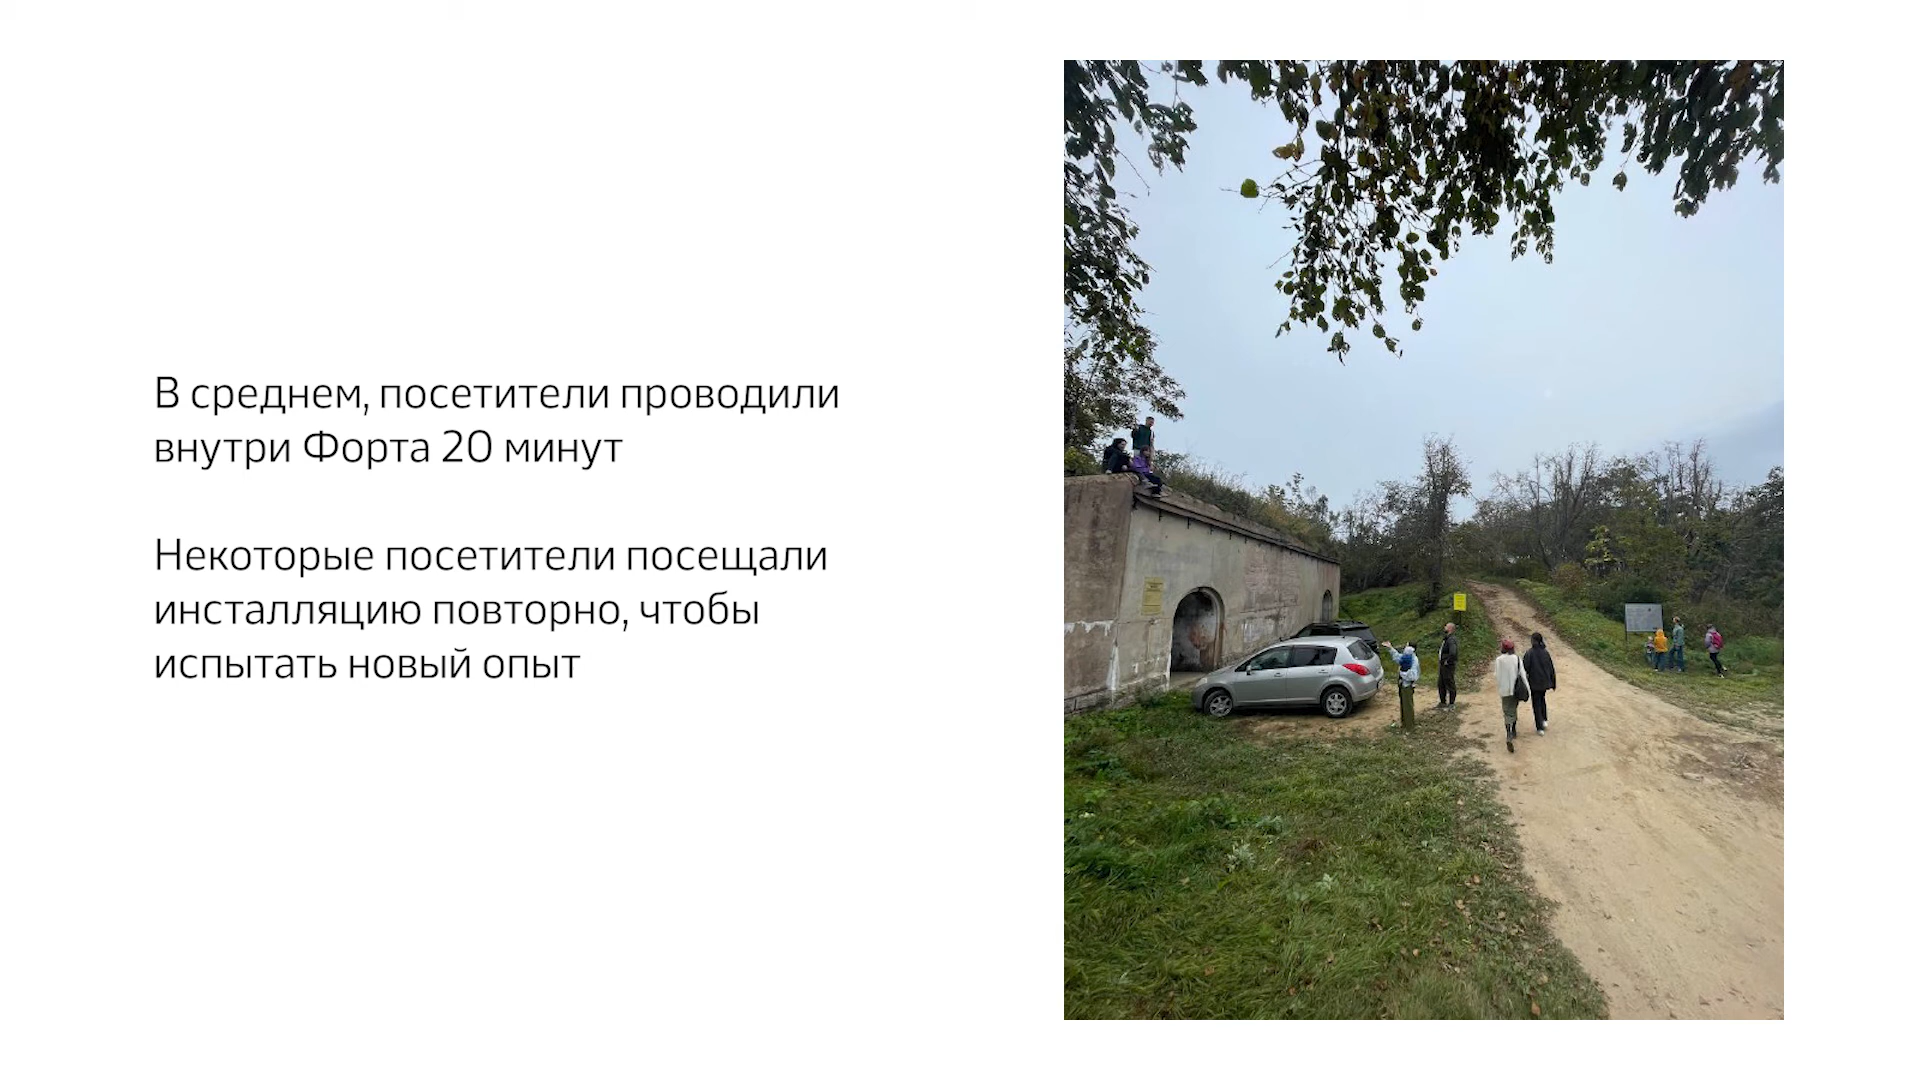 В среднем, посетители проводили
внутри Форта 20 минут
Некоторые посетители посещали
инсталляцию повторно, чтобы
испытать новый опыт